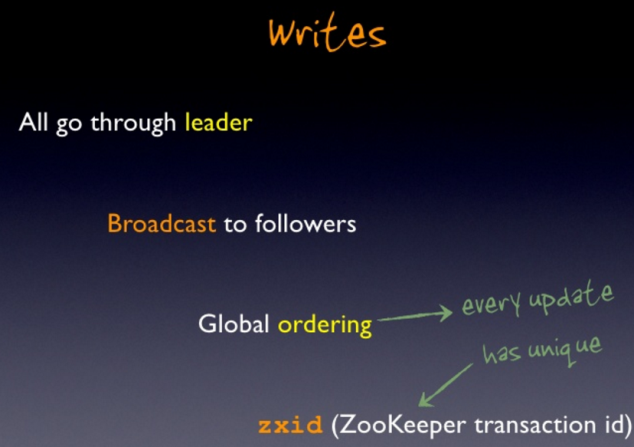 Writes
All go through leader
Broadcast to followers
Global ordering
every update
has unique
zxid (ZooKeeper transaction id)